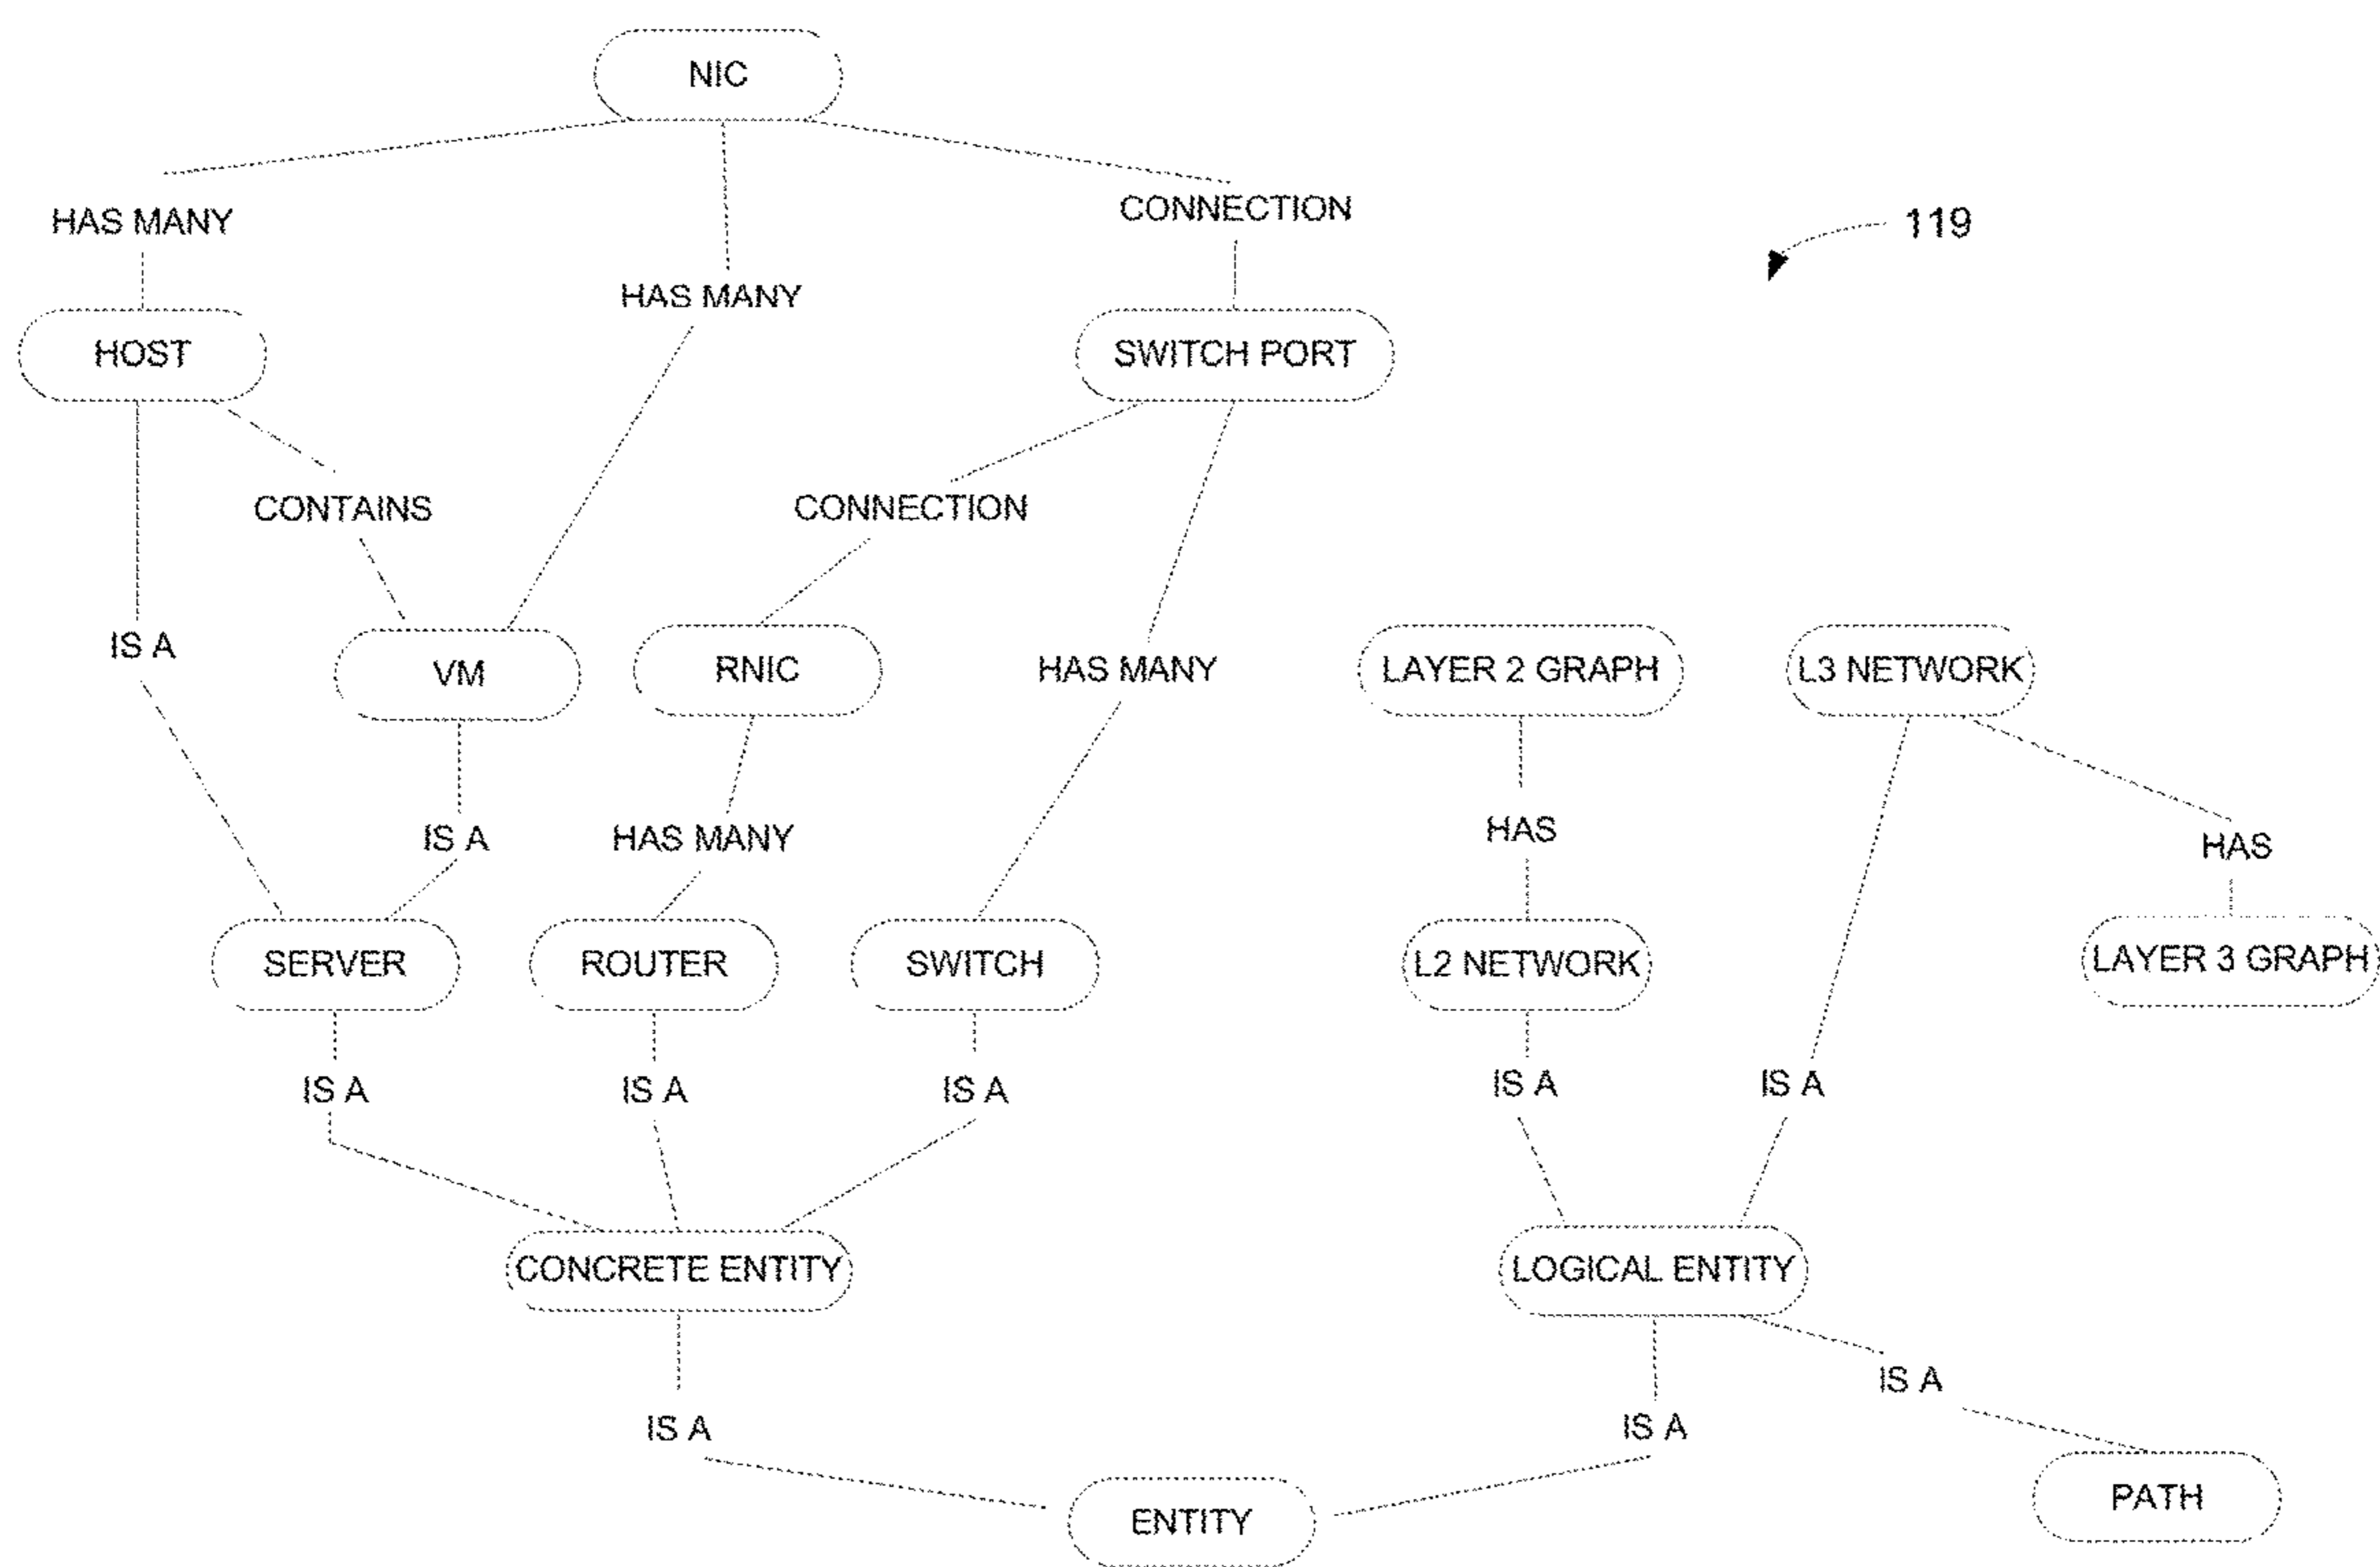 NIC
HAS MANY
CONNECTION
119
HAS MANY
HOST
SWITCH PORT
CONTAINS
CONNECTION
IS A
VM
RNIC
HAS MANY
LAYER 2 GRAPH
L3 NETWORK
IS A
HAS MANY
HAS
HAS
SERVER
ROUTER
SWITCH
L2 NETWORK
LAYER 3 GRAPH
IS A
IS A
IS A
IS A
IS A
CONCRETE ENTITY
LOGICAL ENTITY
IS A
IS A
IS A
ENTITY
PATH